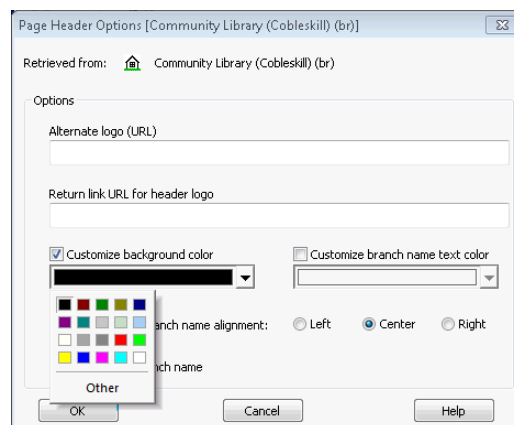 Page Header Options [Community Library (Cobleskill) (br)]
Retrieved from: Community Library (Cobleskill) (br)
Options
Alternate logo (URL)
Return link URL for header logo
Customize background color Customize branch name text color
anch name alignment: Left Center Right
nch name
Other
OK Cancel Help